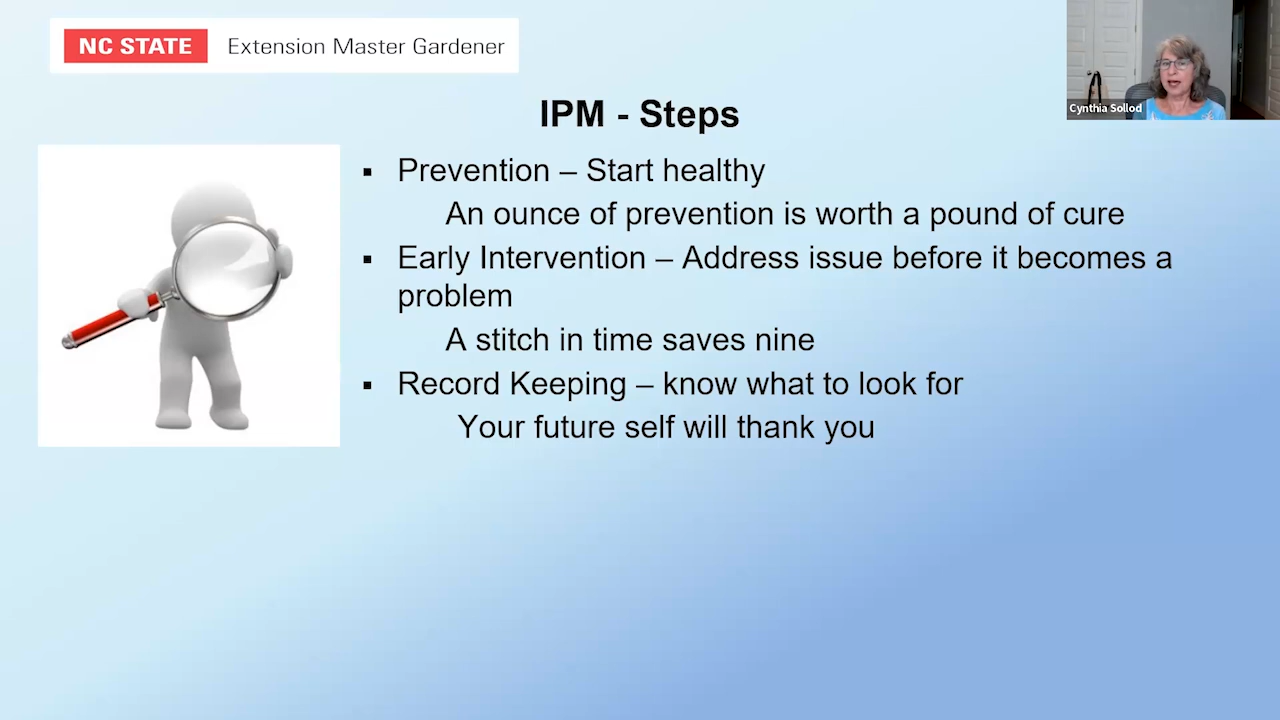 NC STATE Extension Master Gardener
Cynthia Sollod
IPM - Steps
▪ Prevention – Start healthy
An ounce of prevention is worth a pound of cure
▪ Early Intervention – Address issue before it becomes a
problem
A stitch in time saves nine
▪ Record Keeping – know what to look for
Your future self will thank you